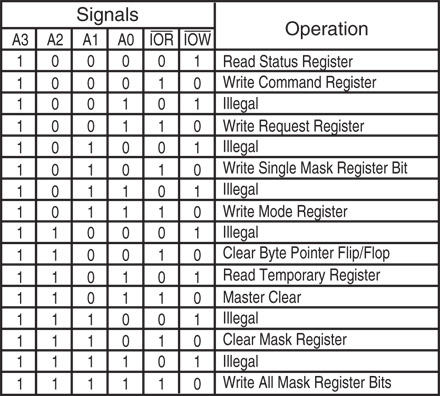 Signals Operation
A3 A2 A1 A0 IOR IOW
1 0 0 0 0 1 Read Status Register
1 0 0 0 1 0 Write Command Register
1 0 0 1 0 1 Illegal
1 0 0 1 1 0 Write Request Register
1 0 1 0 0 1 Illegal
1 0 1 0 1 0 Write Single Mask Register Bit
1 0 1 1 0 1 Illegal
1 0 1 1 1 0 Write Mode Register
1 1 0 0 0 1 Illegal
1 1 0 0 1 0 Clear Byte Pointer Flip/Flop
1 1 0 1 0 1 Read Temporary Register
1 1 0 1 1 0 Master Clear
1 1 1 0 0 1 Illegal
1 1 1 0 1 0 Clear Mask Register
1 1 1 1 0 1 Illegal
1 1 1 1 1 0 Write All Mask Register Bits